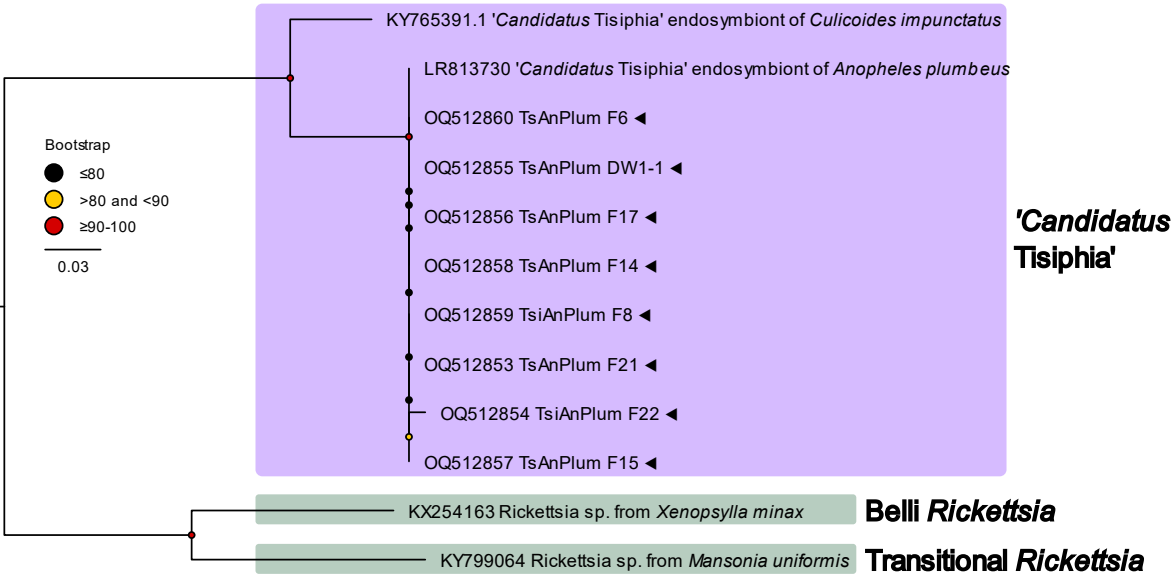 KY765391.1 'Candidatus Tisiphia' endosymbiont of Culicoides impunctatus
LR813730 'Candidatus Tisiphia' endosymbiont of Anopheles plumbeus
OQ512860 TsAnPlum F6
Bootstrap
≤80
>80 and <90
≥90-100
0.03
OQ512855 TsAnPlum DW1-1
OQ512856 TsAnPlum F17
OQ512858 TsAnPlum F14
OQ512859 TsiAnPlum F8
OQ512853 TsAnPlum F21
OQ512854 TsiAnPlum F22
OQ512857 TsAnPlum F15
'Candidatus
Tisiphia'
KX254163 Rickettsia sp. from Xenopsylla minax
Belli Rickettsia
KY799064 Rickettsia sp. from Mansonia uniformis
Transitional Rickettsia